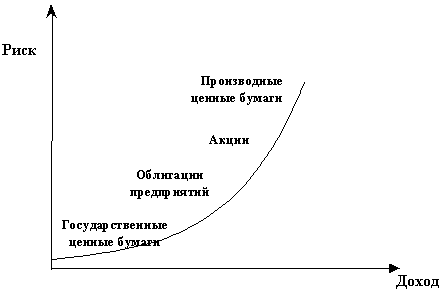 Риск
Производные
ценные бумаги
Акции
Облигации
предприятий
Государственные
ценные бумаги
Доход